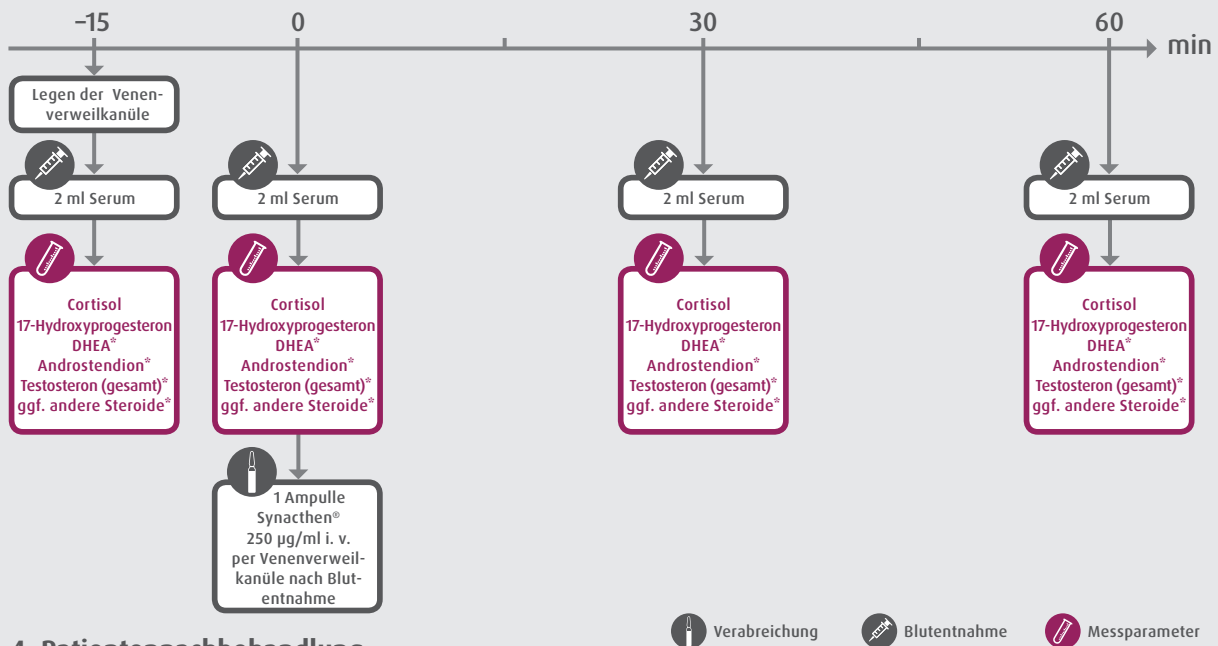 –15
0
30
60
min
Legen der Venen-
verweilkanüle
2 ml Serum
2 ml Serum
2 ml Serum
2 ml Serum
Cortisol
17-Hydroxyprogesteron
DHEA*
Androstendion*
Testosteron (gesamt)*
ggf. andere Steroide*
Cortisol
17-Hydroxyprogesteron
DHEA*
Androstendion*
Testosteron (gesamt)*
ggf. andere Steroide*
Cortisol
17-Hydroxyprogesteron
DHEA*
Androstendion*
Testosteron (gesamt)*
ggf. andere Steroide*
Cortisol
17-Hydroxyprogesteron
DHEA*
Androstendion*
Testosteron (gesamt)*
ggf. andere Steroide*
1 Ampulle
Synacthen®
250 µg/ml i. v.
per Venenverweil-
kanüle nach Blut-
entnahme
Verabreichung
Blutentnahme
Messparameter